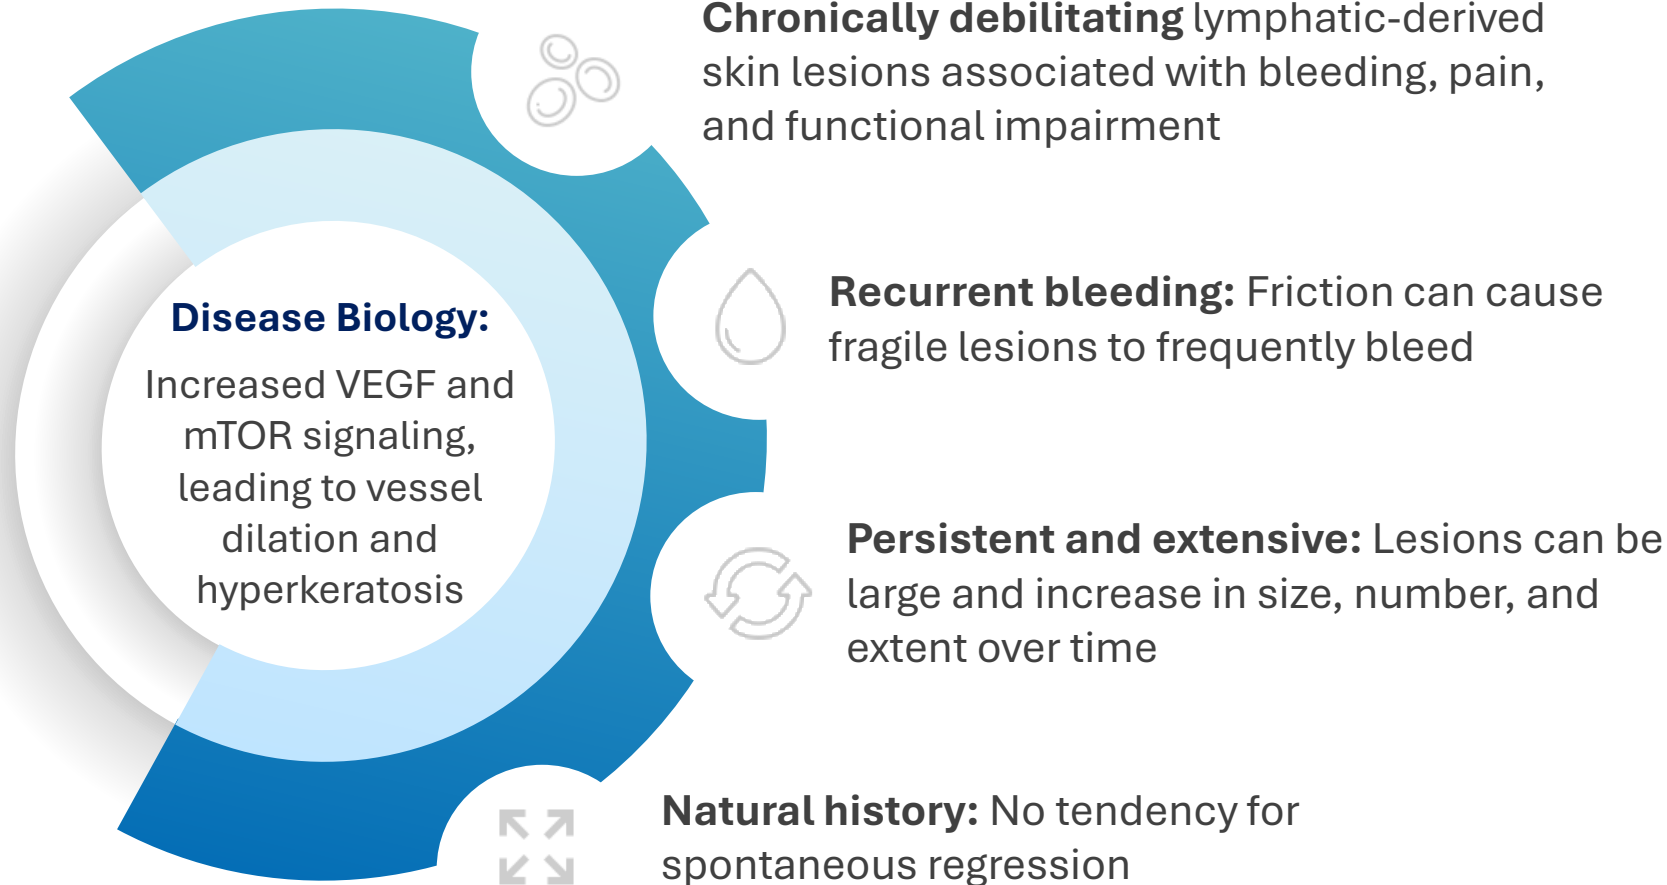 Chronically debilitating lymphatic-derived
skin lesions associated with bleeding, pain,
and functional impairment
Disease Biology:
Increased VEGF and
mTOR signaling,
leading to vessel
dilation and
hyperkeratosis
Recurrent bleeding: Friction can cause
fragile lesions to frequently bleed
Persistent and extensive: Lesions can be
large and increase in size, number, and
extent over time
Natural history: No tendency for
spontaneous regression